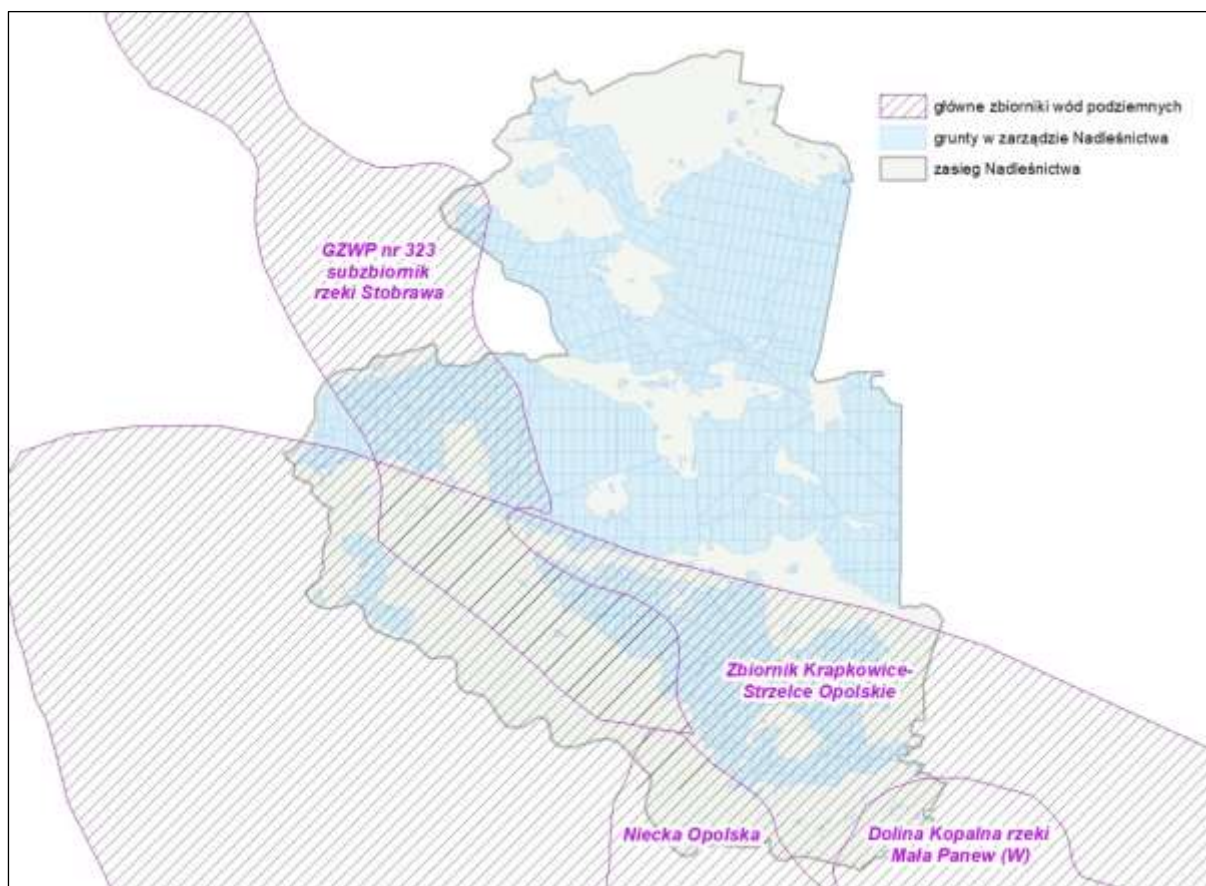 główne zbiorniki wód podziemnych
grunty w zarządzie Nadleśnictwa
zasięg Nadleśnictwa
GZWP nr 323
subzbiornik
rzeki Stobrawa
Zbiornik Krapkowice-
Strzelce Opolskie
Niecka Opolska
Dolina Kopalna rzeki
Mała Panew (W)